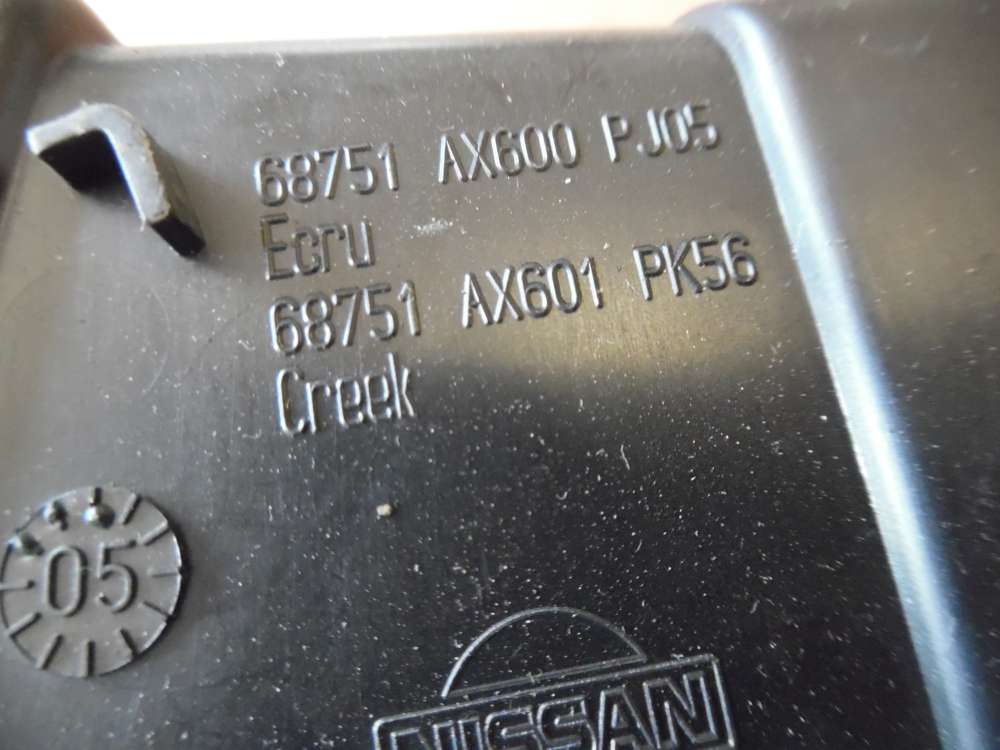 68751 AX600 PJ05
Ecru
68751 AX601 PK56
Creek
05
NISSAN